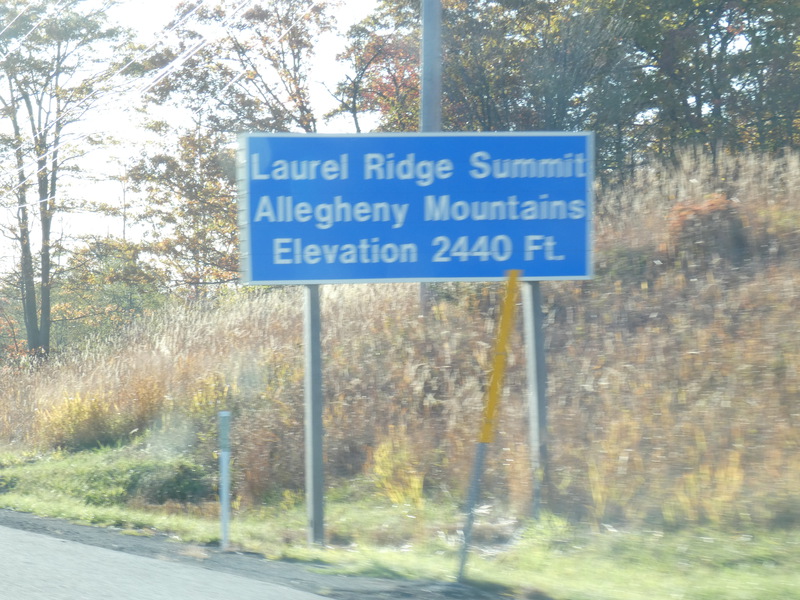 Laurel Ridge Summit
Allegheny Mountains
Elevation 2440 Ft.